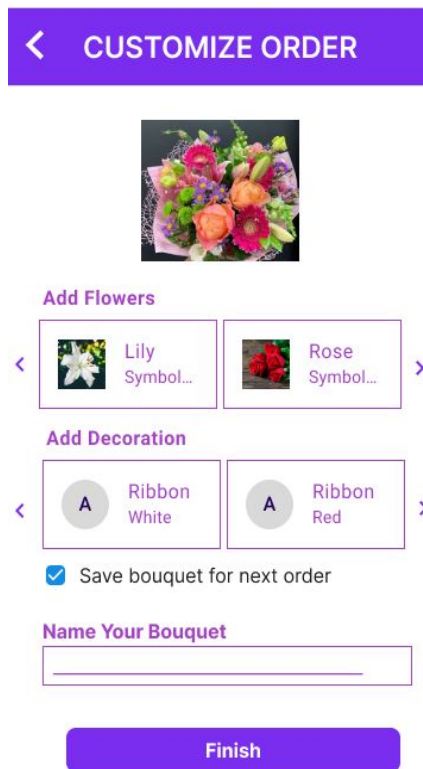 CUSTOMIZE ORDER
Add Flowers
Lily
Symbol...
Rose
Symbol...
Add Decoration
A
Ribbon
White
A
Ribbon
Red
Save bouquet for next order
Name Your Bouquet
Finish